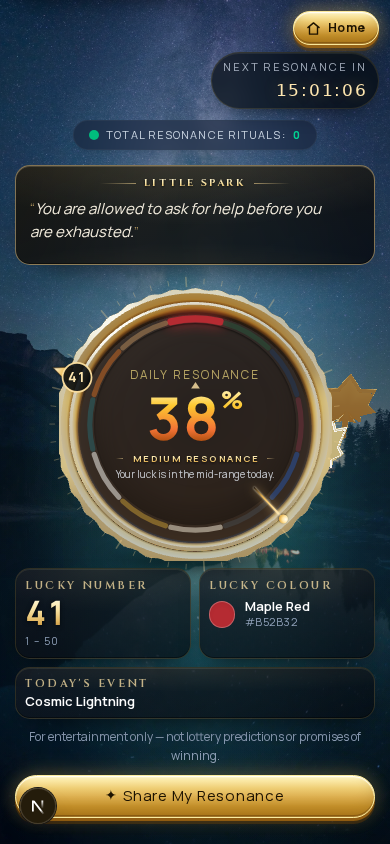 Home
NEXT RESONANCE IN
15:01:06
TOTAL RESONANCE RITUALS: 0
LITTLE SPARK
“You are allowed to ask for help before you
are exhausted.”
41
DAILY RESONANCE
38%
MEDIUM RESONANCE
Your luck is in the mid-range today.
LUCKY NUMBER
41
1 – 50
LUCKY COLOUR
Maple Red
#B52B32
TODAY'S EVENT
Cosmic Lightning
For entertainment only — not lottery predictions or promises of
winning.
✦ Share My Resonance
N